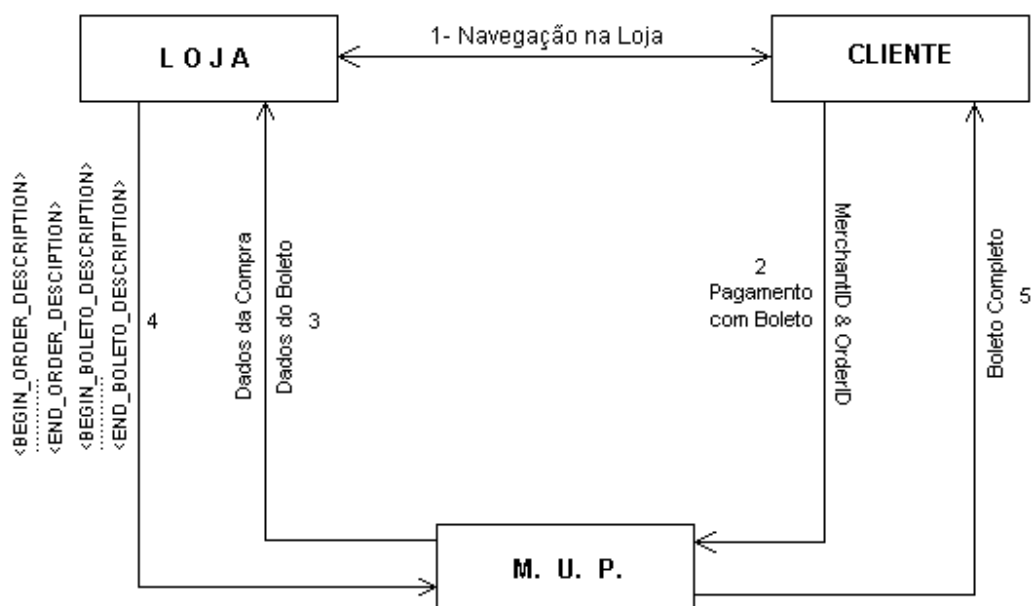 1- Navegação na Loja
L O J A
CLIENTE
<BEGIN_ORDER_DESCRIPTION>
<END_ORDER_DESCIPTION>
<BEGIN_BOLETO_DESCRIPTION>
<END_BOLETO_DESCRIPTION>
4
Dados da Compra
Dados do Boleto
3
2
Pagamento
com Boleto
MerchantID & OrderID
Boleto Completo
5
M. U. P.